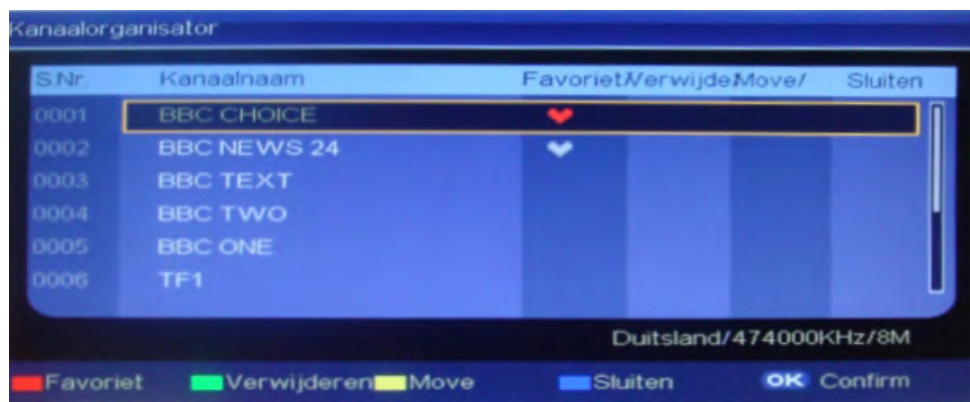 Kanaalorganisator
S.Nr. Kanaalnaam Favoriet/Verwijde Move/ Sluiten
0001 BBC CHOICE
0002 BBC NEWS 24
0003 BBC TEXT
0004 BBC TWO
0005 BBC ONE
0006 TF1
Duitsland/474000KHz/8M
Favoriet Verwijderen Move Sluiten OK Confirm